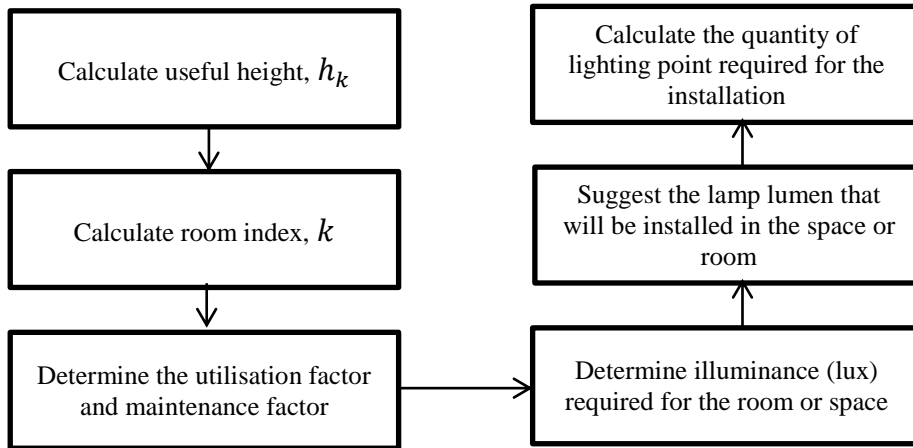 Calculate useful height, hₖ
Calculate room index, k
Determine the utilisation factor
and maintenance factor
Determine illuminance (lux)
required for the room or space
Suggest the lamp lumen that
will be installed in the space or
room
Calculate the quantity of
lighting point required for the
installation